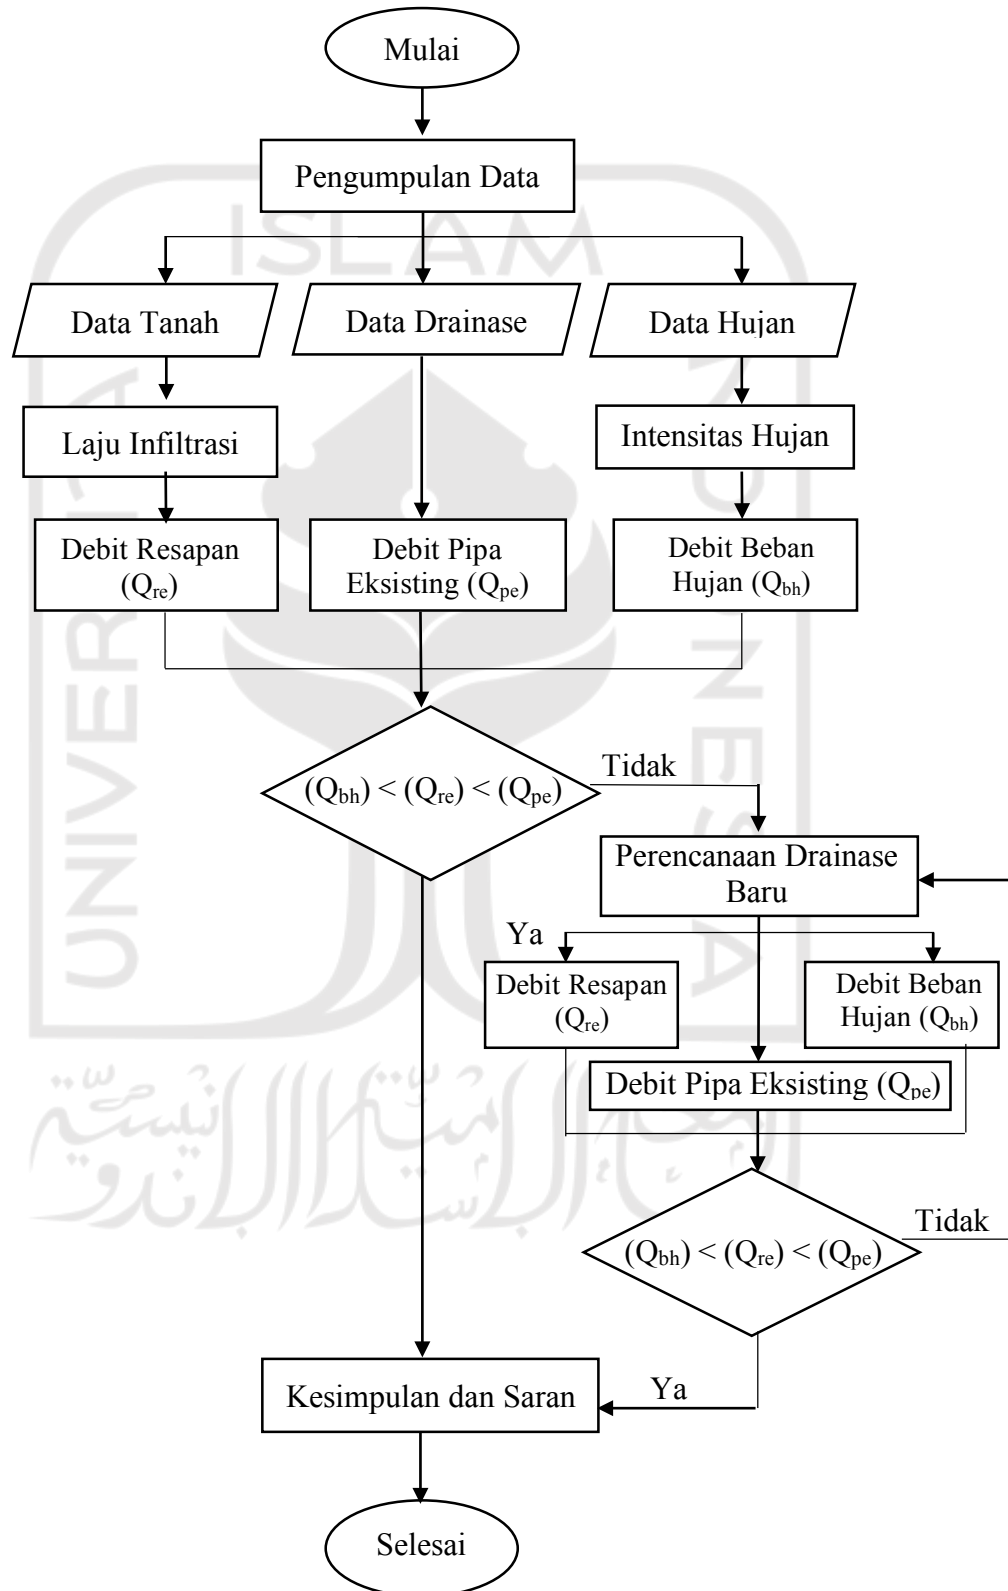 Mulai
Pengumpulan Data
ISLAM
Data Tanah
Data Drainase
Data Hujan
Laju Infiltrasi
Intensitas Hujan
Debit Resapan
(Qre)
Debit Pipa
Eksisting (Qpe)
Debit Beban
Hujan (Qbh)
(Qbh) < (Qre) < (Qpe)
Tidak
Perencanaan Drainase
Baru
Ya
Debit Resapan
(Qre)
Debit Beban
Hujan (Qbh)
Debit Pipa Eksisting (Qpe)
(Qbh) < (Qre) < (Qpe)
Tidak
Kesimpulan dan Saran
Ya
Selesai